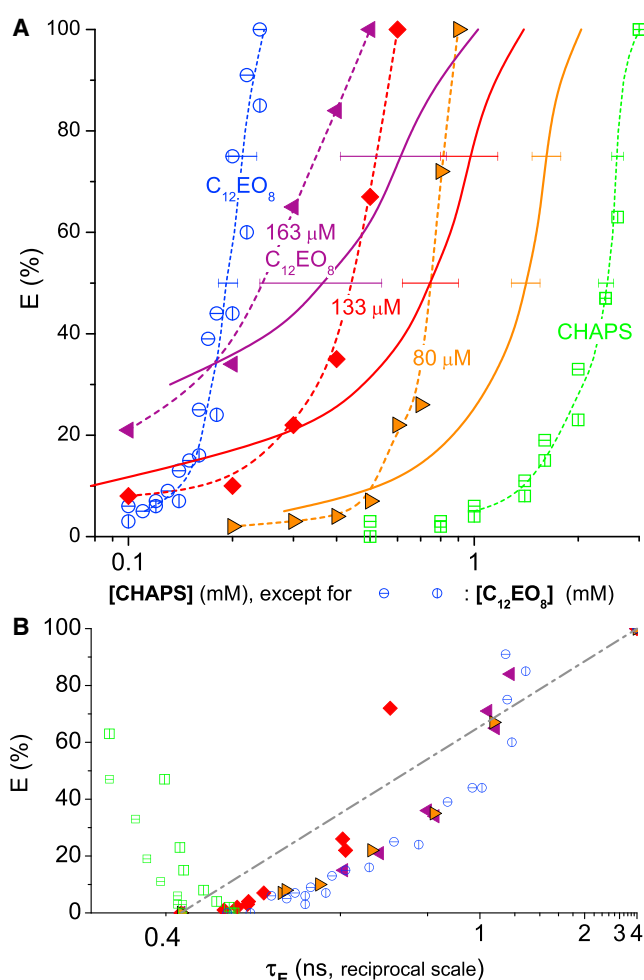 A
100
80
60
40
20
0
E (%)
C₁₂EO₈
163 µM
C₁₂EO₈
133 µM
80 µM
CHAPS
0.1
1
[CHAPS] (mM), except for ⊖ ⦶ : [C₁₂EO₈] (mM)
B
100
80
60
40
20
0
E (%)
0.4
1
2
3
4
τE (ns, reciprocal scale)